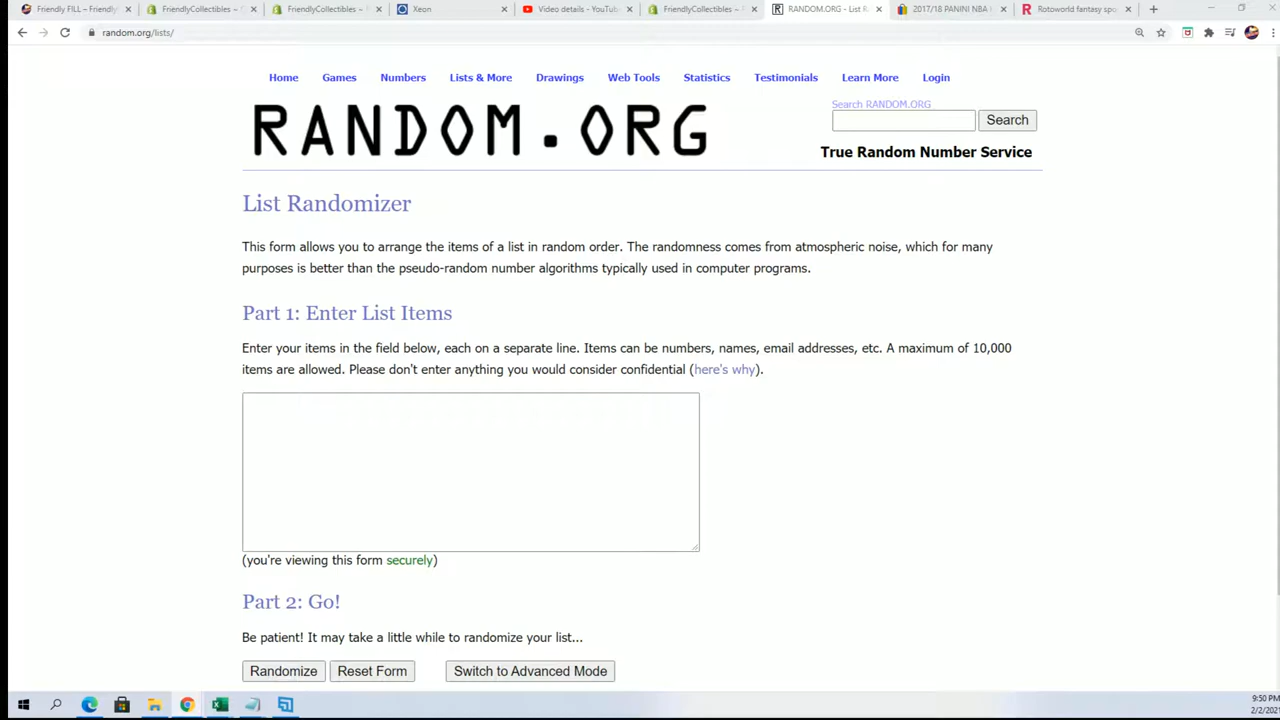 Friendly FILL – Friendly
FriendlyCollectibles –
FriendlyCollectibles –
Xeon
Video details - YouTu
FriendlyCollectibles –
RANDOM.ORG - List R
2017/18 PANINI NBA
Rotoworld fantasy spo
random.org/lists/
Home Games Numbers Lists & More Drawings Web Tools Statistics Testimonials Learn More Login
RANDOM.ORG
Search RANDOM.ORG
Search
True Random Number Service
List Randomizer
This form allows you to arrange the items of a list in random order. The randomness comes from atmospheric noise, which for many
purposes is better than the pseudo-random number algorithms typically used in computer programs.
Part 1: Enter List Items
Enter your items in the field below, each on a separate line. Items can be numbers, names, email addresses, etc. A maximum of 10,000
items are allowed. Please don't enter anything you would consider confidential (here's why).
(you're viewing this form securely)
Part 2: Go!
Be patient! It may take a little while to randomize your list...
Randomize Reset Form Switch to Advanced Mode
9:50 PM
2/2/2021